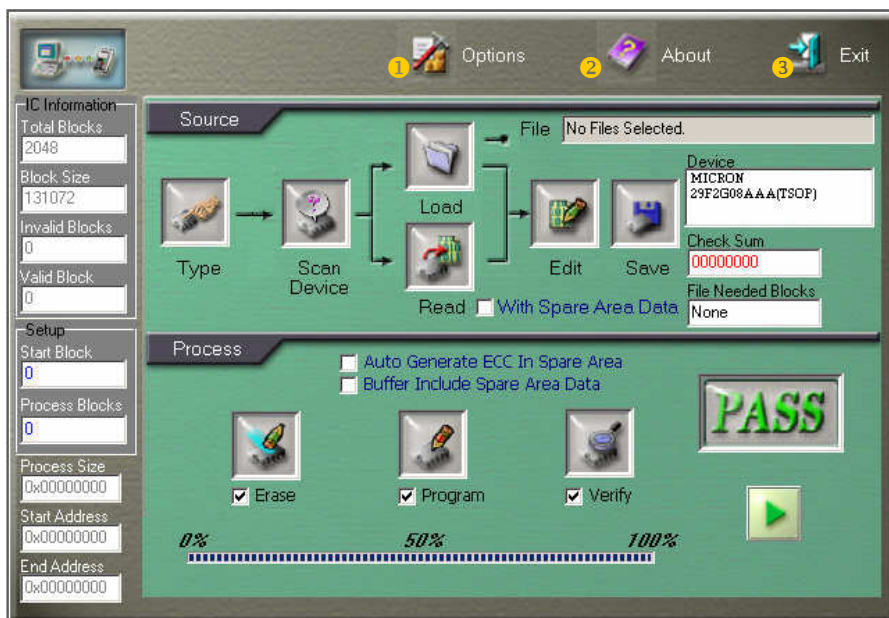 1 Options
2 About
3 Exit
IC Information
Total Blocks
2048
Block Size
131072
Invalid Blocks
0
Valid Block
0
Setup
Start Block
0
Process Blocks
0
Process Size
0x00000000
Start Address
0x00000000
End Address
0x00000000
Source
File No Files Selected.
Type
Scan
Device
Load
Read
With Spare Area Data
Edit
Save
Device
MICRON
29F2G08AAA(TSOP)
Check Sum
00000000
File Needed Blocks
None
Process
Auto Generate ECC In Spare Area
Buffer Include Spare Area Data
Erase
Program
Verify
PASS
0% 50% 100%